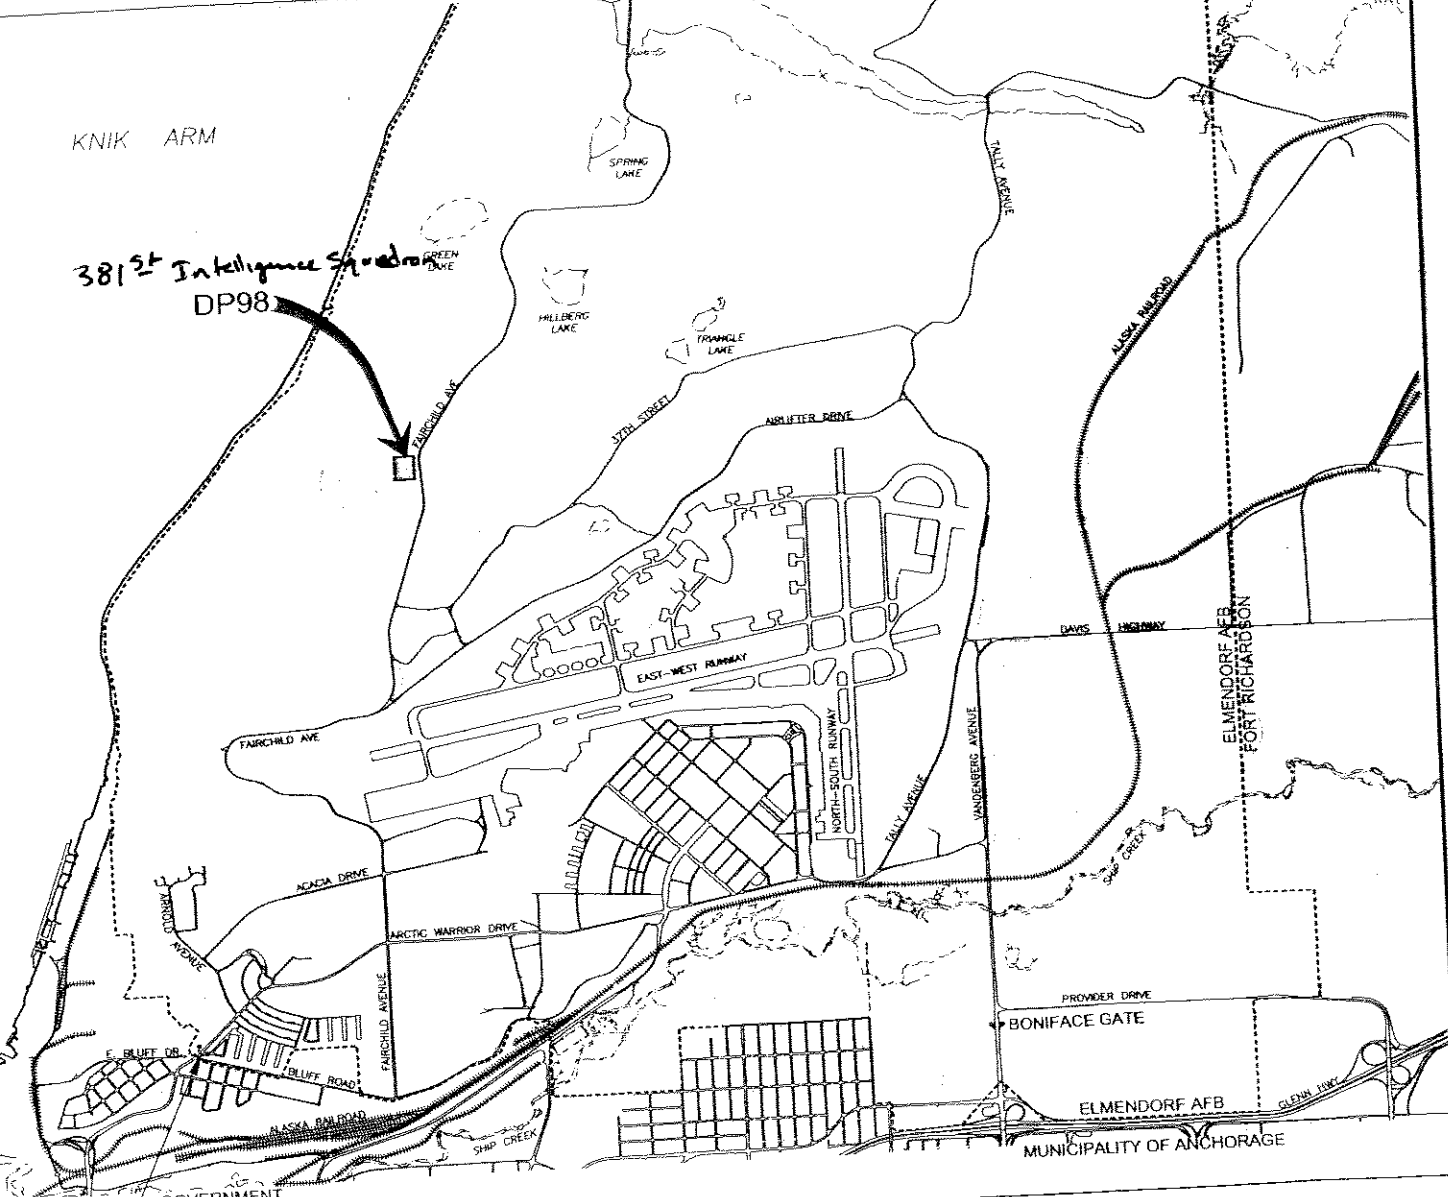 KNIK ARM
SPRING
LAKE
TALLY AVENUE
GREEN
LAKE
381st Intelligence Squadron
DP98
HILLBERG
LAKE
TRIANGLE
LAKE
ALASKA RAILROAD
FAIRCHILD AVE
37TH STREET
AIRLIFTER DRIVE
DAVIS HIGHWAY
ELMENDORF AFB
FORT RICHARDSON
EAST-WEST RUNWAY
FAIRCHILD AVE
NORTH-SOUTH RUNWAY
TALLY AVENUE
VANDENBERG AVENUE
SHIP CREEK
ACACIA DRIVE
ARNOLD
AVENUE
ARCTIC WARRIOR DRIVE
FAIRCHILD AVENUE
PROVIDER DRIVE
BONIFACE GATE
E. BLUFF DR.
BLUFF ROAD
GLENN HWY
ELMENDORF AFB
MUNICIPALITY OF ANCHORAGE
ALASKA RAILROAD
SHIP CREEK
GOVERNMENT